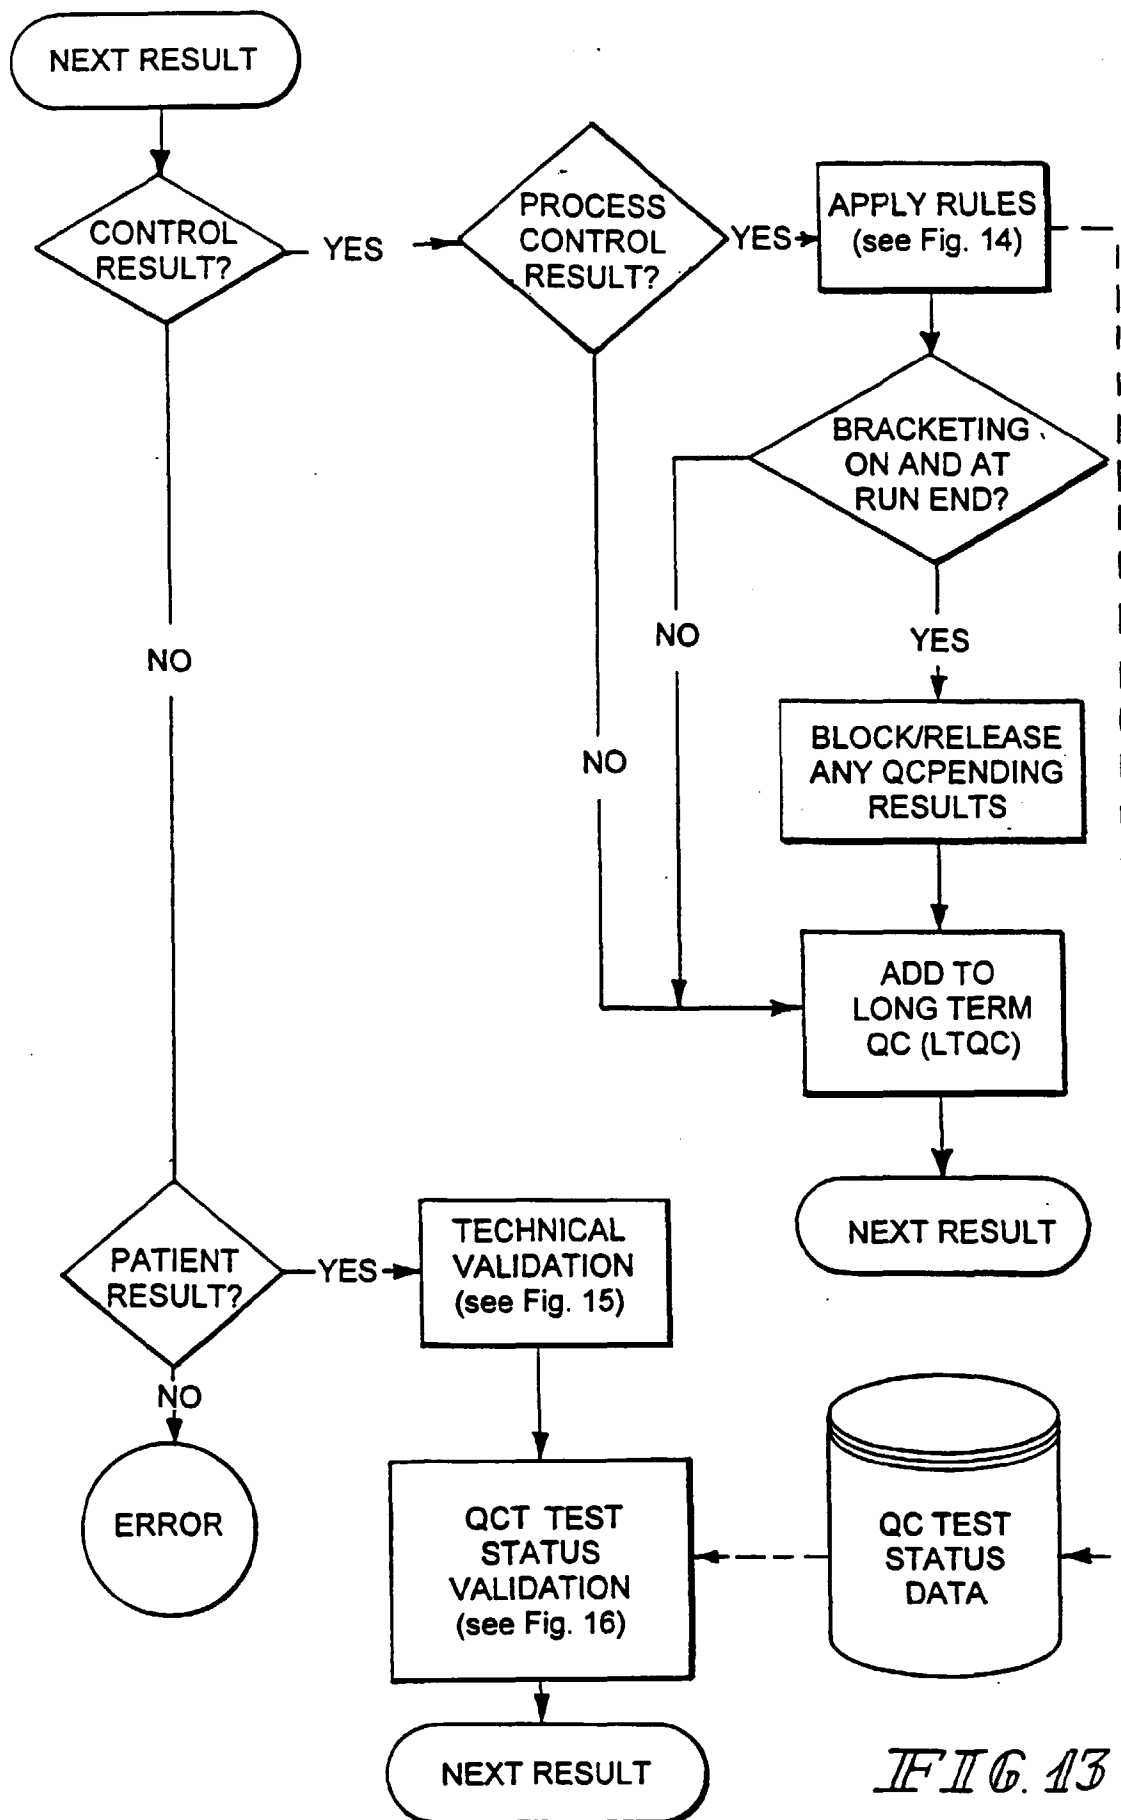 NEXT RESULT
CONTROL
RESULT?
YES
PROCESS
CONTROL
RESULT?
YES
APPLY RULES
(see Fig. 14)
BRACKETING
ON AND AT
RUN END?
NO
YES
NO
NO
BLOCK/RELEASE
ANY QCPENDING
RESULTS
ADD TO
LONG TERM
QC (LTQC)
NEXT RESULT
PATIENT
RESULT?
YES
TECHNICAL
VALIDATION
(see Fig. 15)
NO
ERROR
QCT TEST
STATUS
VALIDATION
(see Fig. 16)
QC TEST
STATUS
DATA
NEXT RESULT
FIG. 13